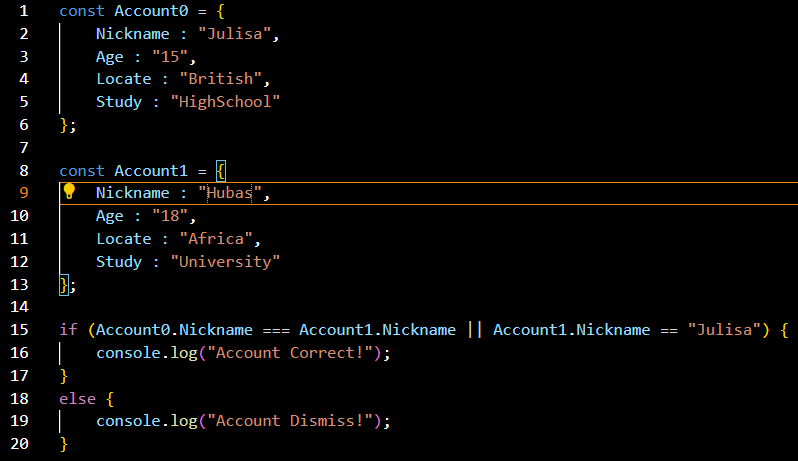 1 const Account0 = {
2     Nickname : "Julisa",
3     Age : "15",
4     Locate : "British",
5     Study : "HighSchool"
6 };
7
8 const Account1 = {
9     Nickname : "Hubas",
10     Age : "18",
11     Locate : "Africa",
12     Study : "University"
13 };
14
15 if (Account0.Nickname === Account1.Nickname || Account1.Nickname == "Julisa") {
16     console.log("Account Correct!");
17 }
18 else {
19     console.log("Account Dismiss!");
20 }